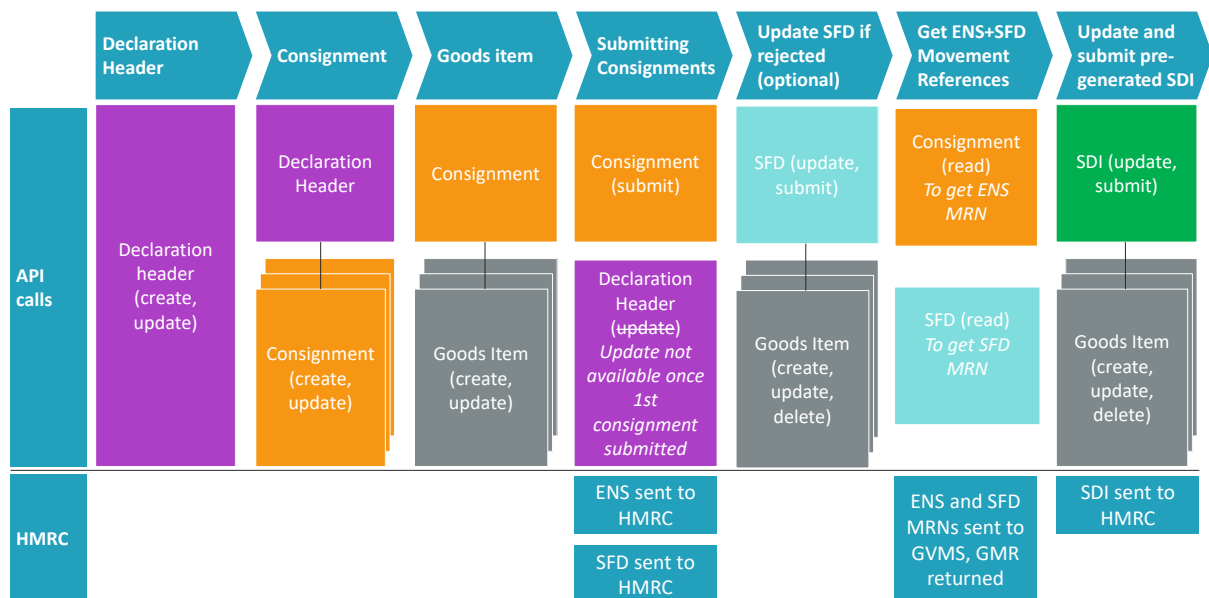 Declaration
Header
Consignment
Goods item
Submitting
Consignments
Update SFD if
rejected
(optional)
Get ENS+SFD
Movement
References
Update and
submit pre-
generated SDI
API
calls
Declaration
header
(create,
update)
Declaration
Header
Consignment
(create,
update)
Consignment
Goods Item
(create,
update)
Consignment
(submit)
Declaration
Header
(update)
Update not
available once
1st
consignment
submitted
SFD (update,
submit)
Goods Item
(create,
update,
delete)
Consignment
(read)
To get ENS
MRN
SFD (read)
To get SFD
MRN
SDI (update,
submit)
Goods Item
(create,
update,
delete)
HMRC
ENS sent to
HMRC
SFD sent to
HMRC
ENS and SFD
MRNs sent to
GVMS, GMR
returned
SDI sent to
HMRC